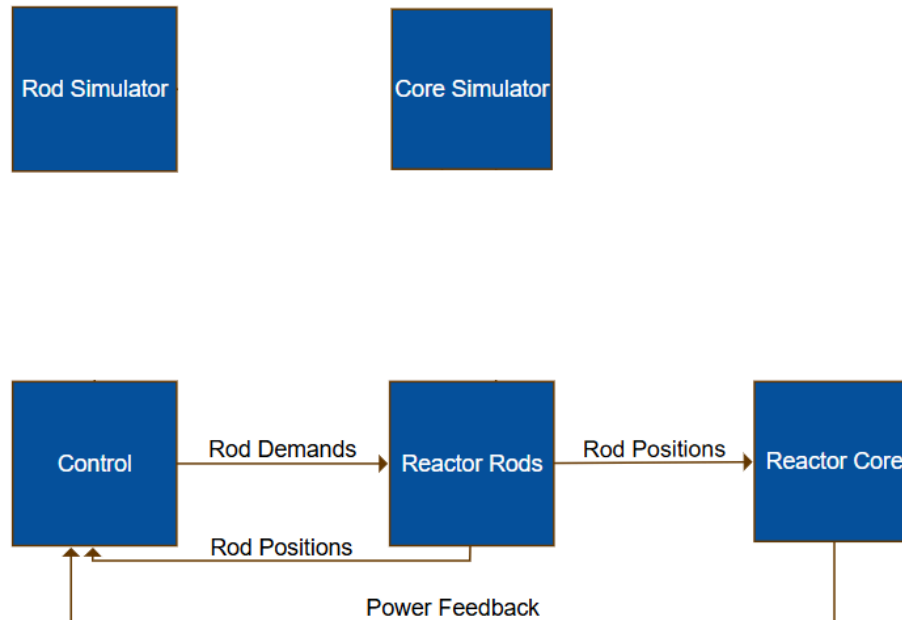 Rod Simulator
Core Simulator
Control
Rod Demands
Reactor Rods
Rod Positions
Reactor Core
Rod Positions
Power Feedback